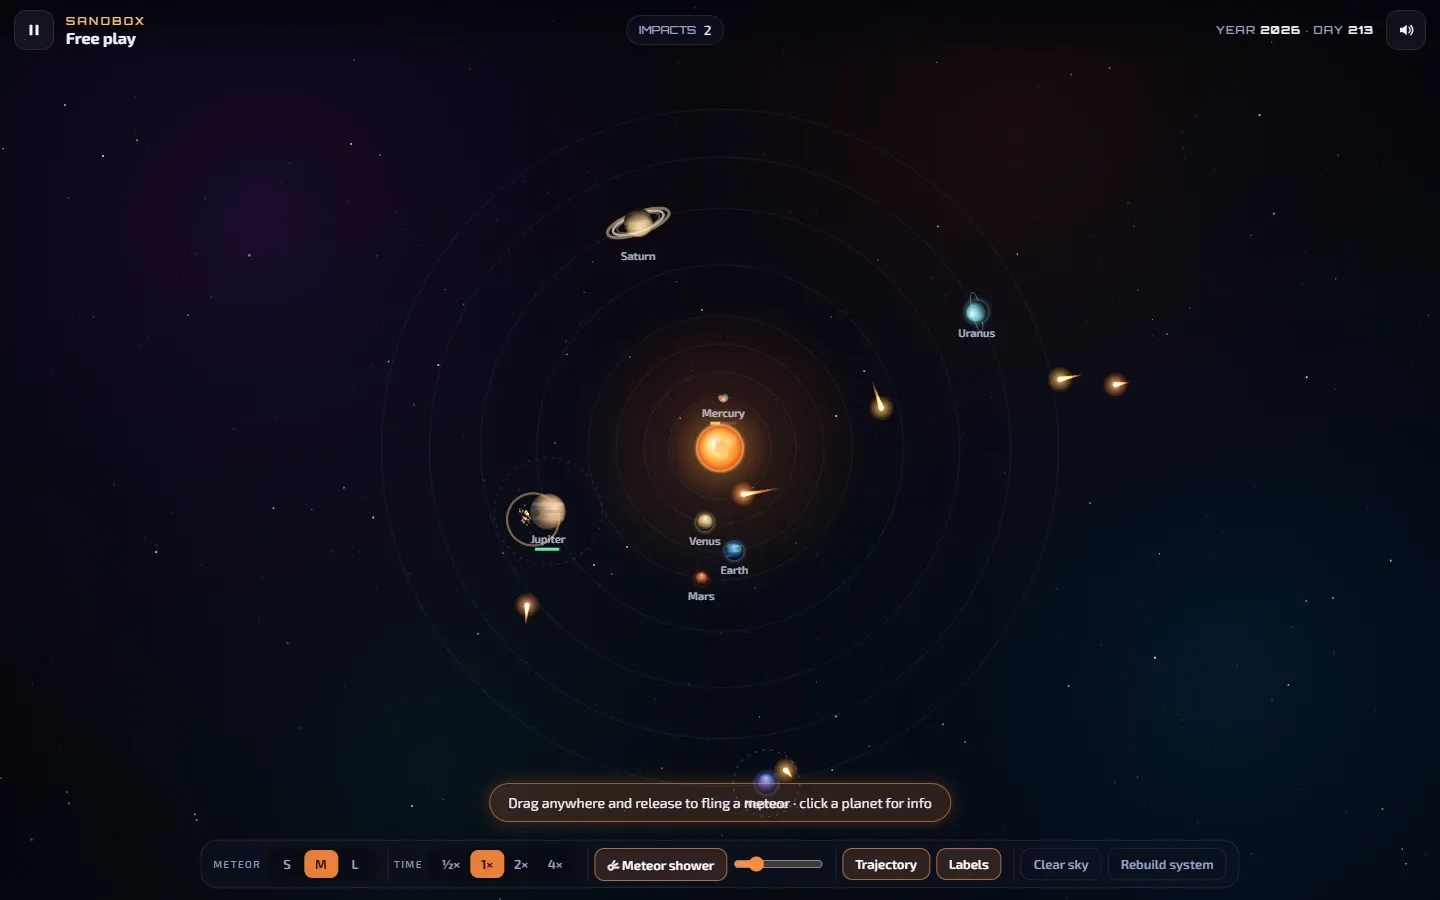 SANDBOX
Free play
IMPACTS 2
YEAR 2026 · DAY 213
Saturn
Uranus
Mercury
Jupiter
Venus
Earth
Mars
Drag anywhere and release to fling a meteor · click a planet for info
METEOR S M L TIME ½× 1× 2× 4× Meteor shower Trajectory Labels Clear sky Rebuild system